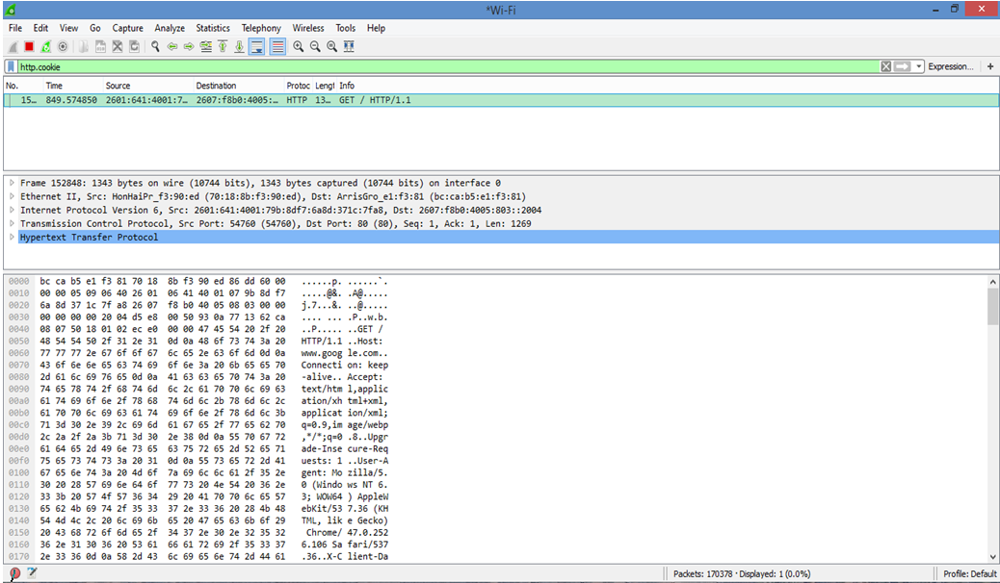 *Wi-Fi
File Edit View Go Capture Analyze Statistics Telephony Wireless Tools Help
http.cookie Expression... +
No. Time Source Destination Protoc Lengt Info
15... 849.574850 2601:641:4001:7... 2607:f8b0:4005:... HTTP 13... GET / HTTP/1.1
Frame 152848: 1343 bytes on wire (10744 bits), 1343 bytes captured (10744 bits) on interface 0
Ethernet II, Src: HonHaiPr_f3:90:ed (70:18:8b:f3:90:ed), Dst: ArrisGro_e1:f3:81 (bc:ca:b5:e1:f3:81)
Internet Protocol Version 6, Src: 2601:641:4001:79b:8df7:6a8d:371c:7fa8, Dst: 2607:f8b0:4005:803::2004
Transmission Control Protocol, Src Port: 54760 (54760), Dst Port: 80 (80), Seq: 1, Ack: 1, Len: 1269
Hypertext Transfer Protocol
0000 bc ca b5 e1 f3 81 70 18 8b f3 90 ed 86 dd 60 00 ......p. ......`.
0010 00 00 05 09 06 40 26 01 06 41 40 01 07 9b 8d f7 .....@&. .A@.....
0020 6a 8d 37 1c 7f a8 26 07 f8 b0 40 05 08 03 00 00 j.7...&. ..@.....
0030 00 00 00 00 20 04 d5 e8 00 50 93 0a 77 13 62 ca .... ... .P..w.b.
0040 08 07 50 18 01 02 ec e0 00 00 47 45 54 20 2f 20 ..P..... ..GET /
0050 48 54 54 50 2f 31 2e 31 0d 0a 48 6f 73 74 3a 20 HTTP/1.1 ..Host:
0060 77 77 77 2e 67 6f 6f 67 6c 65 2e 63 6f 6d 0d 0a www.goog le.com..
0070 43 6f 6e 6e 65 63 74 69 6f 6e 3a 20 6b 65 65 70 Connecti on: keep
0080 2d 61 6c 69 76 65 0d 0a 41 63 63 65 70 74 3a 20 -alive.. Accept:
0090 74 65 78 74 2f 68 74 6d 6c 2c 61 70 70 6c 69 63 text/htm l,applic
00a0 61 74 69 6f 6e 2f 78 68 74 6d 6c 2b 78 6d 6c 2c ation/xh tml+xml,
00b0 61 70 70 6c 69 63 61 74 69 6f 6e 2f 78 6d 6c 3b applicat ion/xml;
00c0 71 3d 30 2e 39 2c 69 6d 61 67 65 2f 77 65 62 70 q=0.9,im age/webp
00d0 2c 2a 2f 2a 3b 71 3d 30 2e 38 0d 0a 55 70 67 72 ,*/*;q=0 .8..Upgr
00e0 61 64 65 2d 49 6e 73 65 63 75 72 65 2d 52 65 71 ade-Inse cure-Req
00f0 75 65 73 74 73 3a 20 31 0d 0a 55 73 65 72 2d 41 uests: 1 ..User-A
0100 67 65 6e 74 3a 20 4d 6f 7a 69 6c 6c 61 2f 35 2e gent: Mo zilla/5.
0110 30 20 28 57 69 6e 64 6f 77 73 20 4e 54 20 36 2e 0 (Windo ws NT 6.
0120 33 3b 20 57 4f 57 36 34 29 20 41 70 70 6c 65 57 3; WOW64 ) AppleW
0130 65 62 4b 69 74 2f 35 33 37 2e 33 36 20 28 4b 48 ebKit/53 7.36 (KH
0140 54 4d 4c 2c 20 6c 69 6b 65 20 47 65 63 6b 6f 29 TML, lik e Gecko)
0150 20 43 68 72 6f 6d 65 2f 34 37 2e 30 2e 32 35 32 Chrome/ 47.0.252
0160 36 2e 31 30 36 20 53 61 66 61 72 69 2f 35 33 37 6.106 Sa fari/537
0170 2e 33 36 0d 0a 58 2d 43 6c 69 65 6e 74 2d 44 61 .36..X-C lient-Da
Packets: 170378 · Displayed: 1 (0.0%) Profile: Default